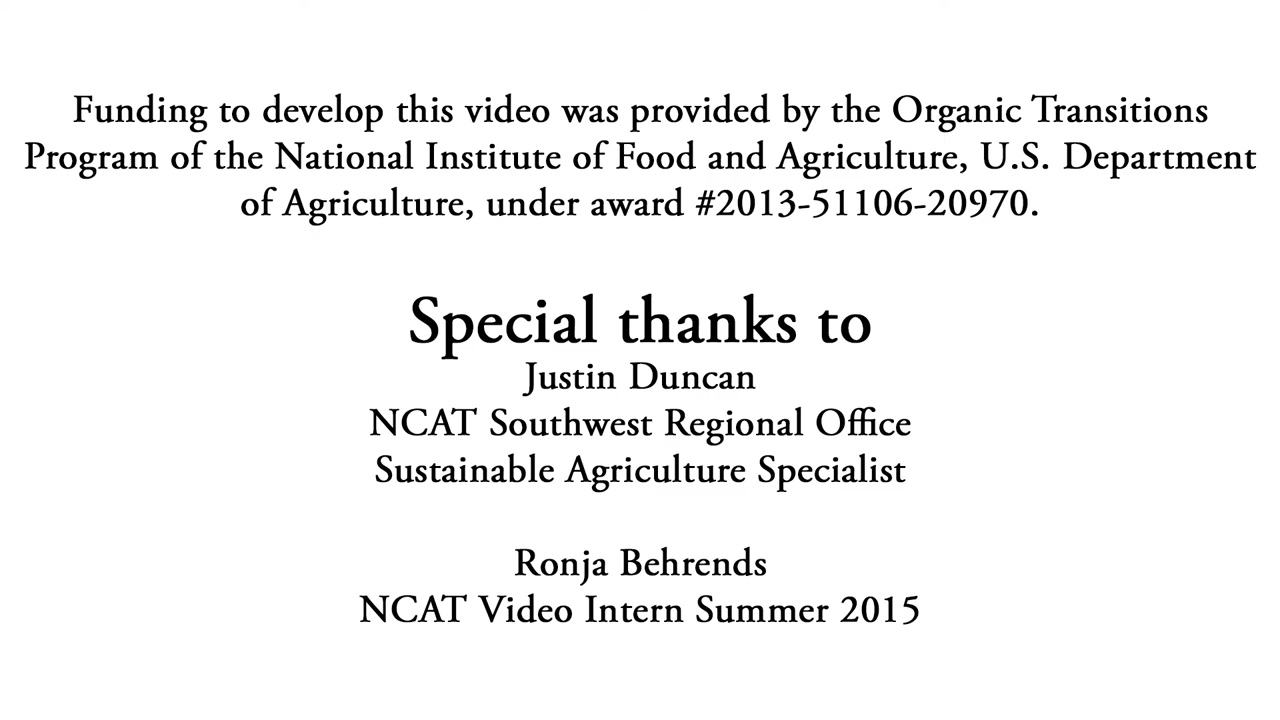 Funding to develop this video was provided by the Organic Transitions
Program of the National Institute of Food and Agriculture, U.S. Department
of Agriculture, under award #2013-51106-20970.
Special thanks to
Justin Duncan
NCAT Southwest Regional Office
Sustainable Agriculture Specialist
Ronja Behrends
NCAT Video Intern Summer 2015